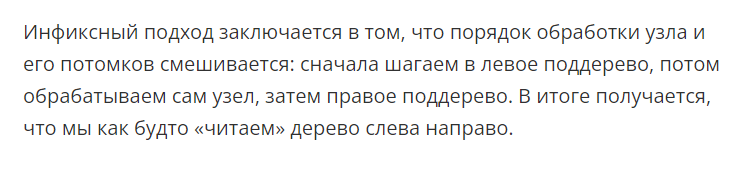 Инфиксный подход заключается в том, что порядок обработки узла и
его потомков смешивается: сначала шагаем в левое поддерево, потом
обрабатываем сам узел, затем правое поддерево. В итоге получается,
что мы как будто «читаем» дерево слева направо.